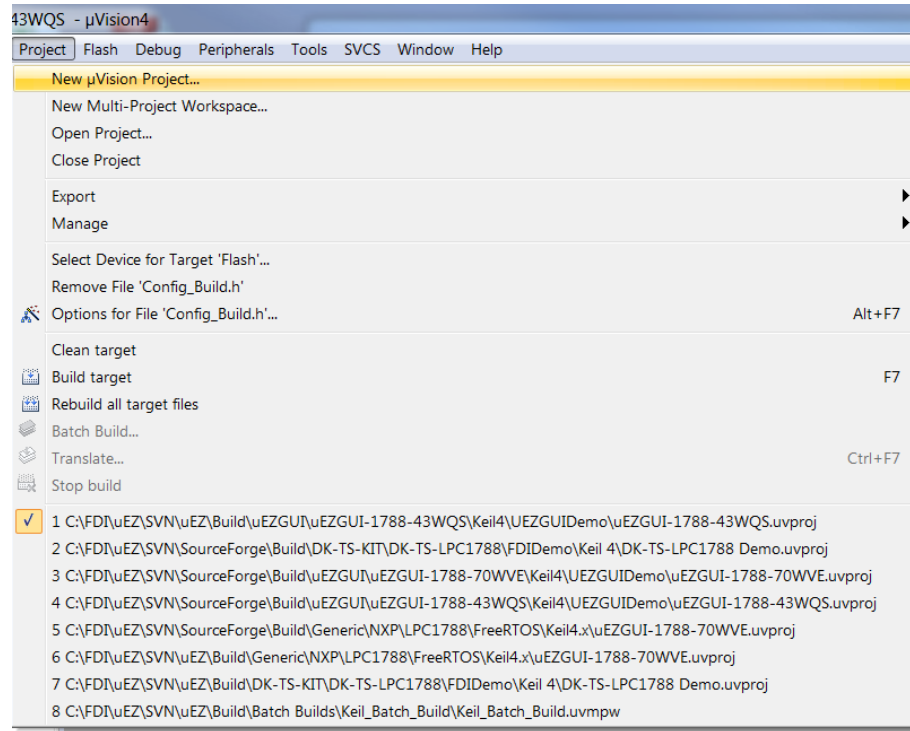 43WQS - µVision4
Project Flash Debug Peripherals Tools SVCS Window Help
New µVision Project...
New Multi-Project Workspace...
Open Project...
Close Project
Export
Manage
Select Device for Target 'Flash'...
Remove File 'Config_Build.h'
Options for File 'Config_Build.h'... Alt+F7
Clean target
Build target F7
Rebuild all target files
Batch Build...
Translate... Ctrl+F7
Stop build
1 C:\FDI\uEZ\SVN\uEZ\Build\uEZGUI\uEZGUI-1788-43WQS\Keil4\UEZGUIDemo\uEZGUI-1788-43WQS.uvproj
2 C:\FDI\uEZ\SVN\SourceForge\Build\DK-TS-KIT\DK-TS-LPC1788\FDIDemo\Keil 4\DK-TS-LPC1788 Demo.uvproj
3 C:\FDI\uEZ\SVN\SourceForge\Build\uEZGUI\uEZGUI-1788-70WVE\Keil4\UEZGUIDemo\uEZGUI-1788-70WVE.uvproj
4 C:\FDI\uEZ\SVN\SourceForge\Build\uEZGUI\uEZGUI-1788-43WQS\Keil4\UEZGUIDemo\uEZGUI-1788-43WQS.uvproj
5 C:\FDI\uEZ\SVN\SourceForge\Build\Generic\NXP\LPC1788\FreeRTOS\Keil4.x\uEZGUI-1788-70WVE.uvproj
6 C:\FDI\uEZ\SVN\uEZ\Build\Generic\NXP\LPC1788\FreeRTOS\Keil4.x\uEZGUI-1788-70WVE.uvproj
7 C:\FDI\uEZ\SVN\uEZ\Build\DK-TS-KIT\DK-TS-LPC1788\FDIDemo\Keil 4\DK-TS-LPC1788 Demo.uvproj
8 C:\FDI\uEZ\SVN\uEZ\Build\Batch Builds\Keil_Batch_Build\Keil_Batch_Build.uvmpw